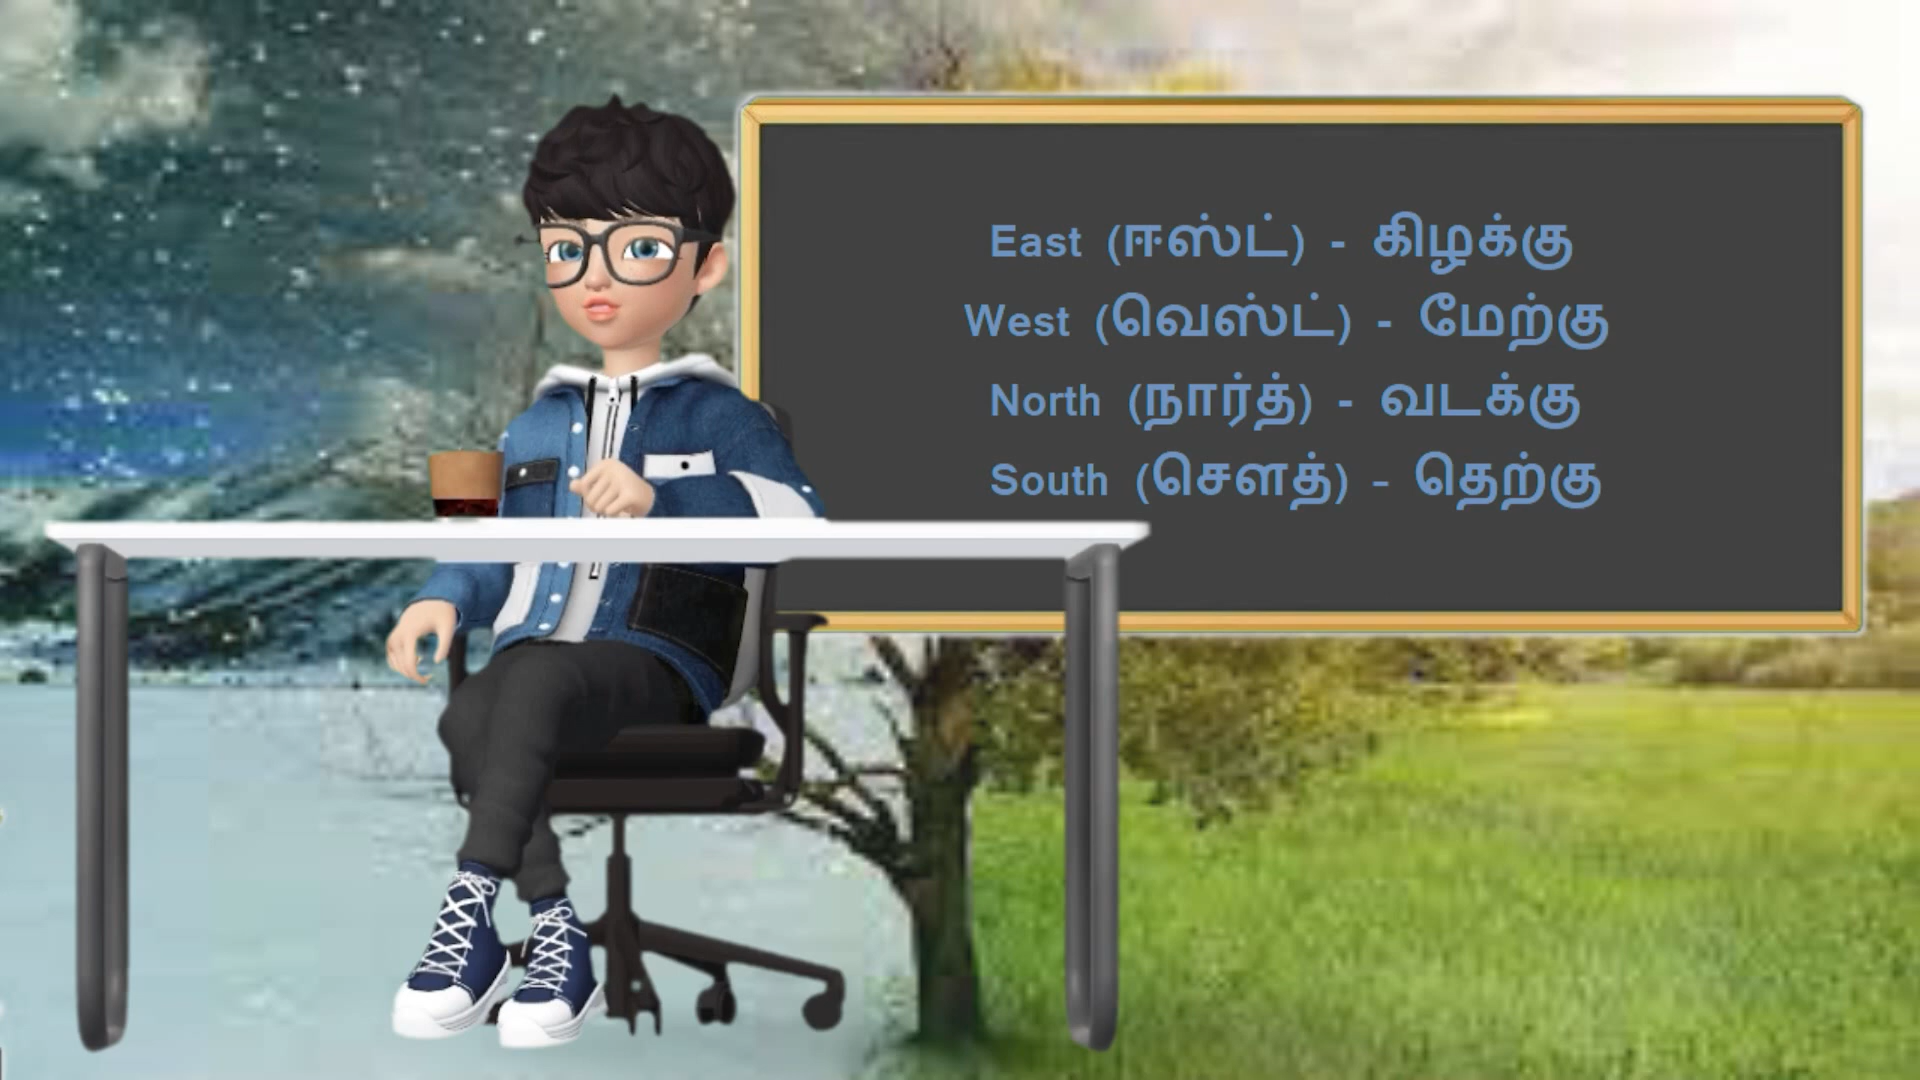 East (ஈஸ்ட்) - கிழக்கு
West (வெஸ்ட்) - மேற்கு
North (நார்த்) - வடக்கு
South (சௌத்) - தெற்கு